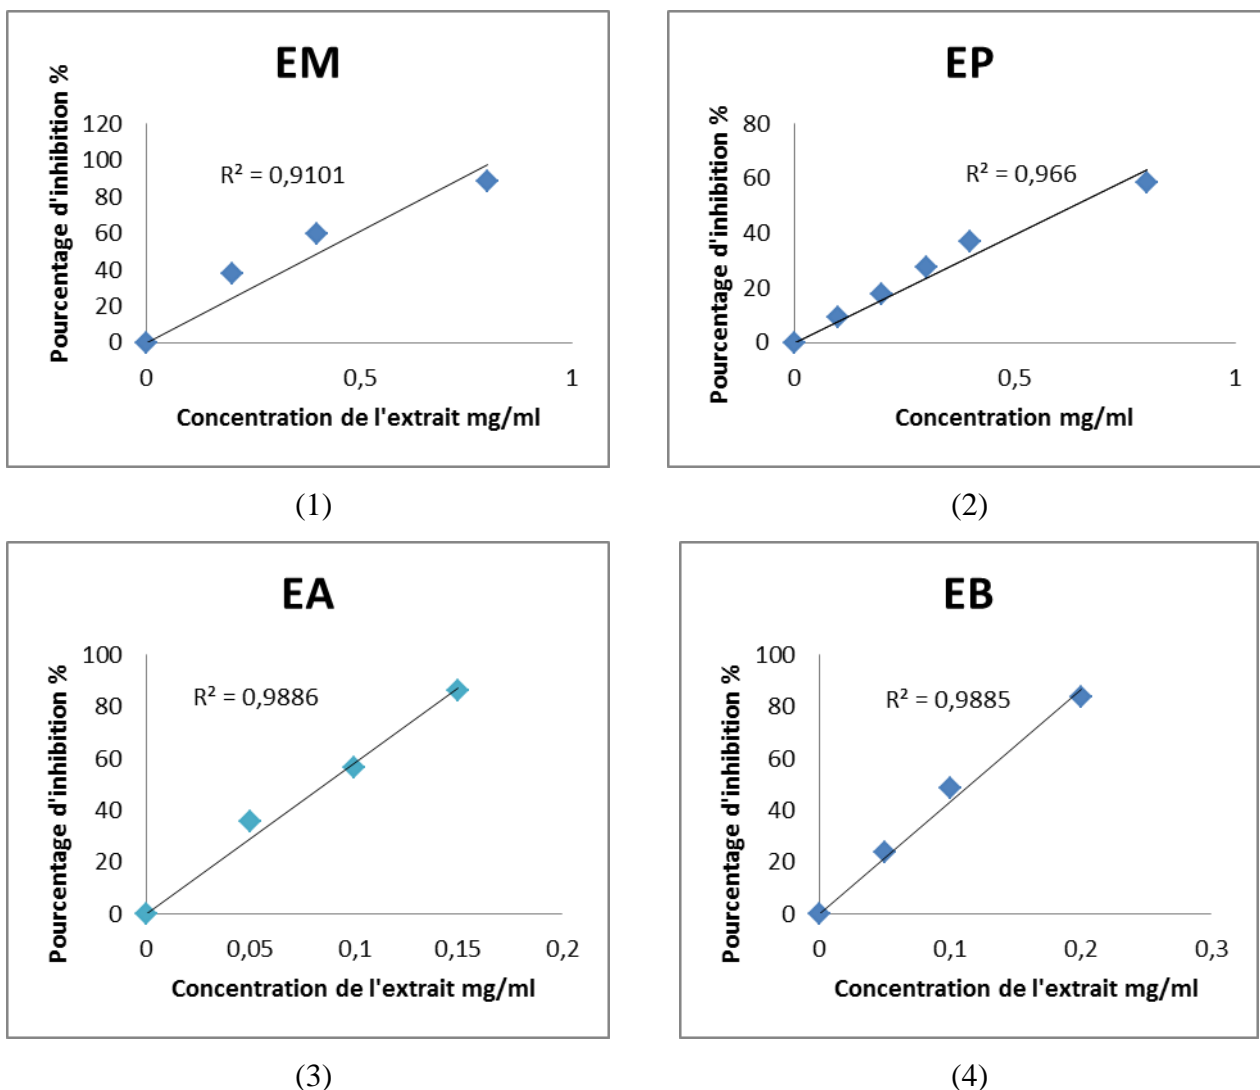 EM
Pourcentage d'inhibition %
120
100
80
60
40
20
0
R² = 0,9101
0 0,5 1
Concentration de l'extrait mg/ml
(1)
EP
Pourcentage d'inhibition %
80
60
40
20
0
R² = 0,966
0 0,5 1
Concentration mg/ml
(2)
EA
Pourcentage d'inhibition %
100
80
60
40
20
0
R² = 0,9886
0 0,05 0,1 0,15 0,2
Concentration de l'extrait mg/ml
(3)
EB
Pourcentage d'inhibition %
100
80
60
40
20
0
R² = 0,9885
0 0,1 0,2 0,3
Concentration de l'extrait mg/ml
(4)